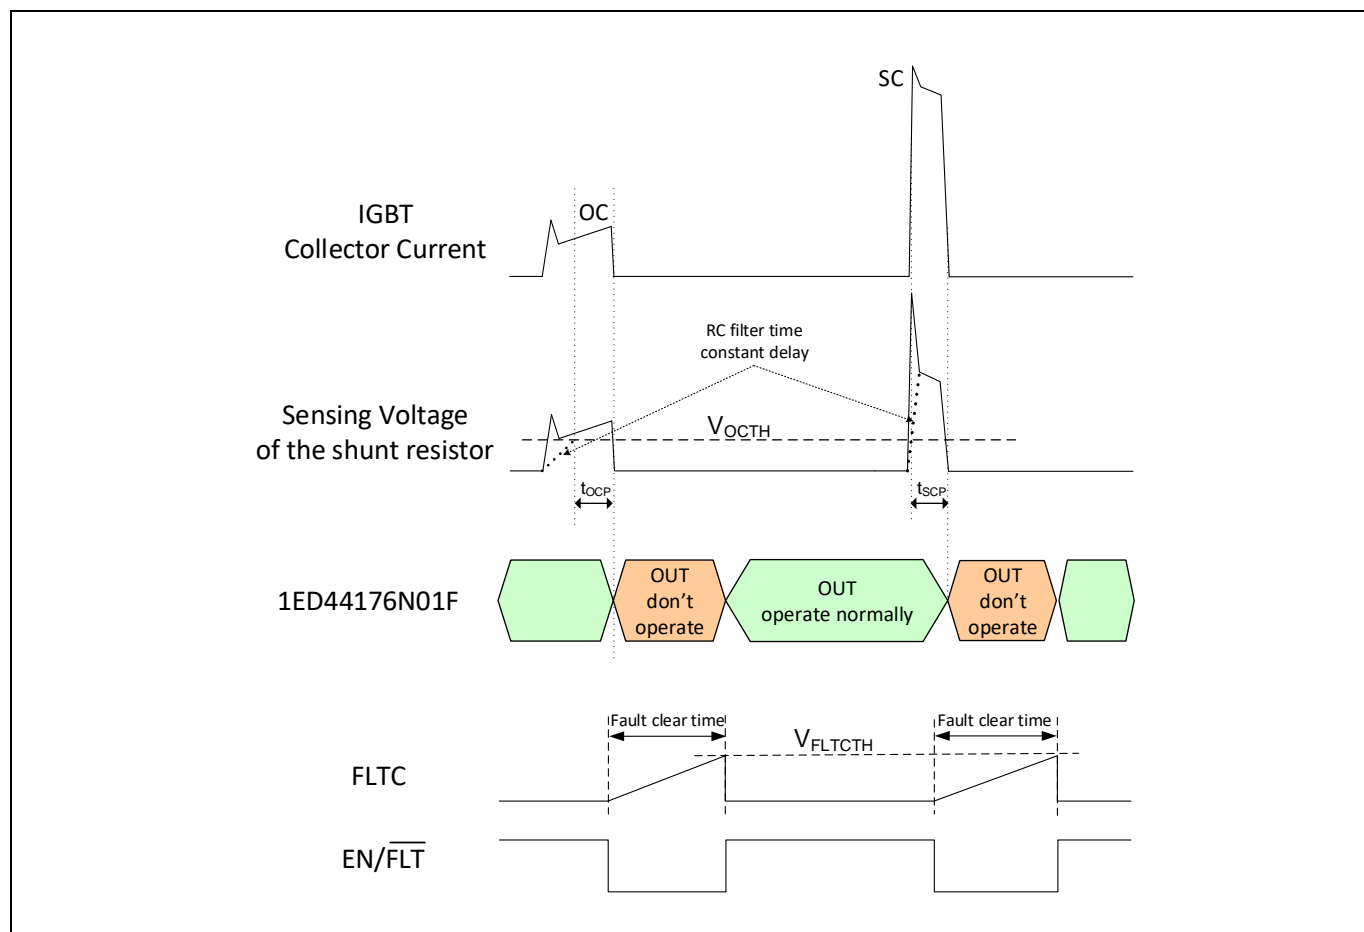 SC
OC
IGBT
Collector Current
RC filter time
constant delay
Sensing Voltage
of the shunt resistor
VOCTH
tOCP
tSCP
1ED44176N01F
OUT
don’t
operate
OUT
operate normally
OUT
don’t
operate
Fault clear time
Fault clear time
VFLTCTH
FLTC
EN/FLT